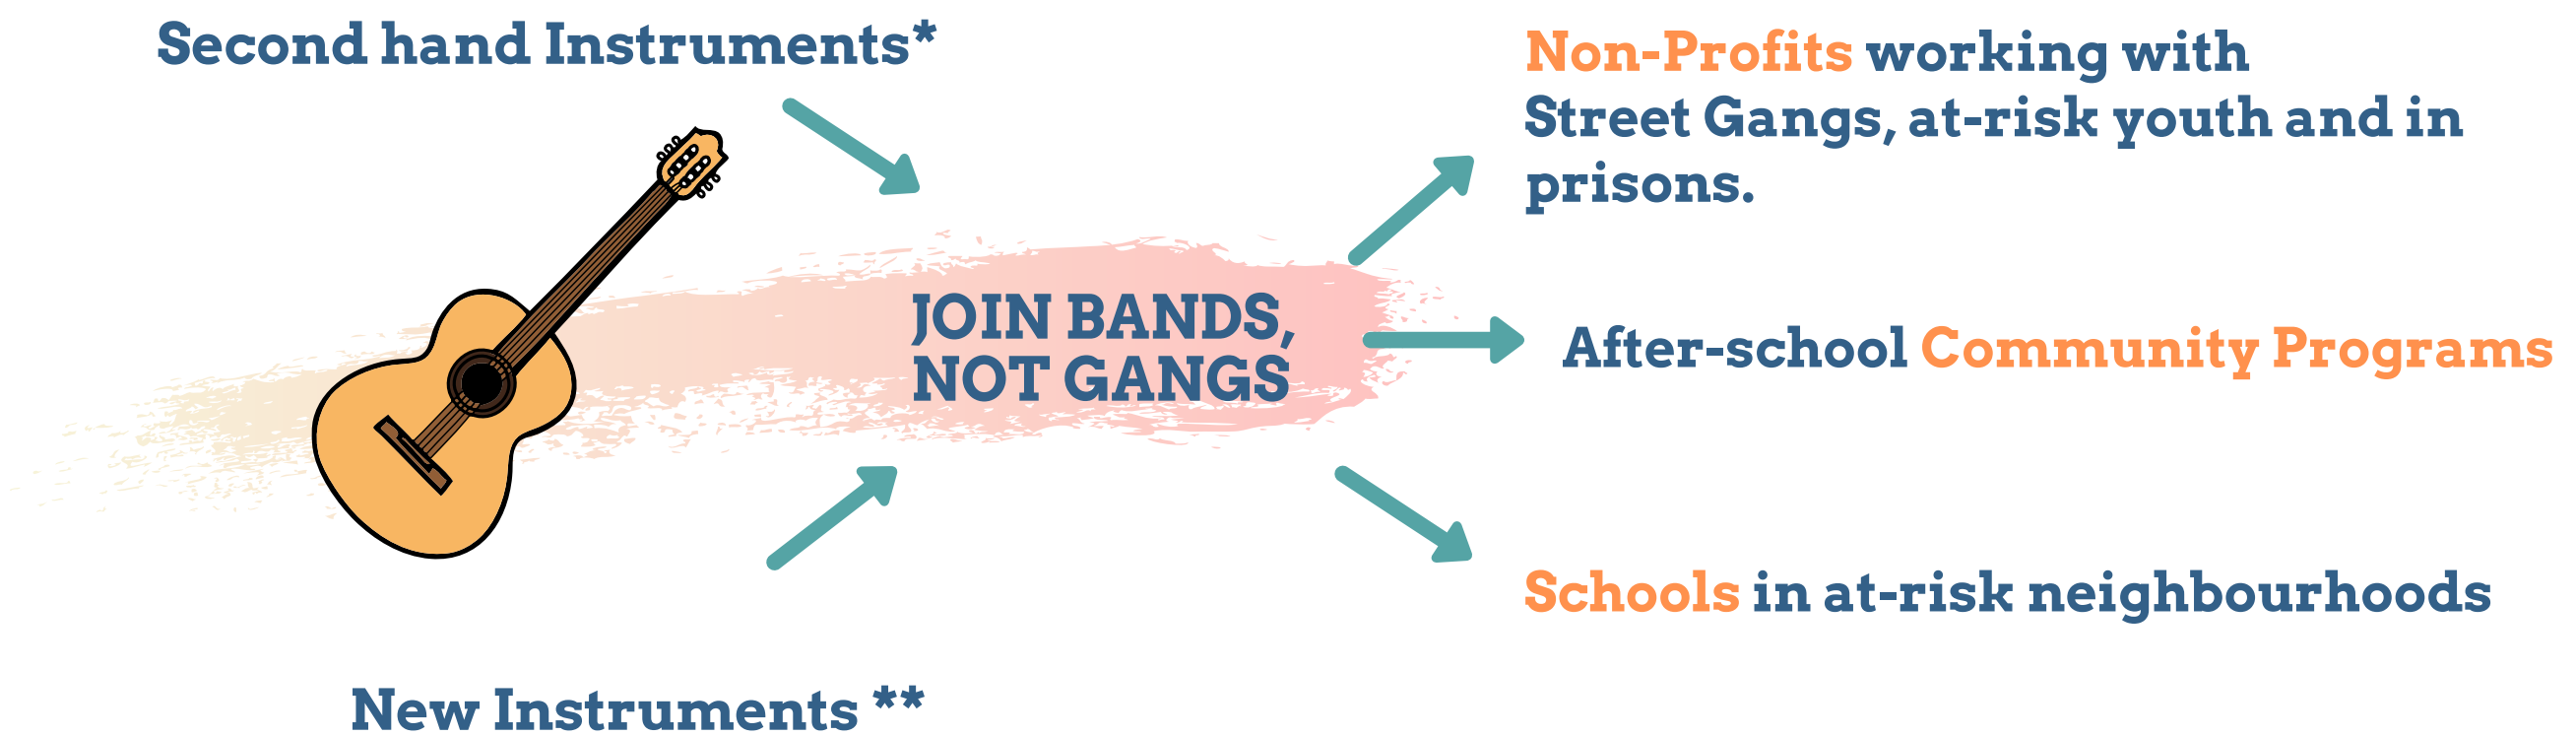 Second hand Instruments*
JOIN BANDS,
NOT GANGS
New Instruments **
Non-Profits working with
Street Gangs, at-risk youth and in
prisons.
After-school Community Programs
Schools in at-risk neighbourhoods